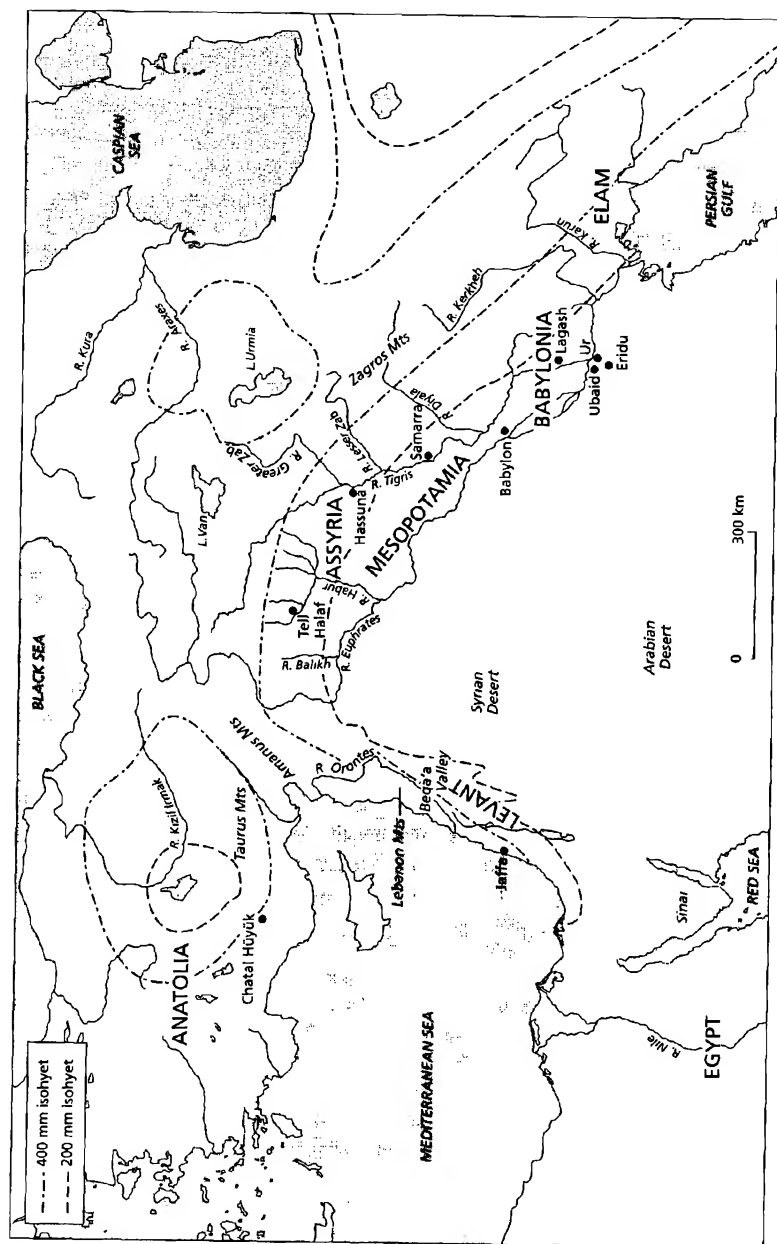 400 mm isohyet
200 mm isohyet
BLACK SEA
CASPIAN
SEA
R. Kura
R. Araxes
R. Kizil Irmak
ANATOLIA
Taurus Mts
Chatal Hüyük
Amanus Mts
L.Van
L.Urmia
R. Greater Zab
R. Lesser Zab
Zagros Mts
Tell
Halaf
ASSYRIA
Hassuna
R. Habur
R. Balikh
R. Euphrates
R. Tigris
MESOPOTAMIA
Samarra
R. Diyala
R. Kerkheh
R. Karun
ELAM
BABYLONIA
Babylon
Lagash
Ur
Ubaid
Eridu
PERSIAN
GULF
R. Orontes
Beqa'a
Valley
LEVANT
Lebanon Mts
Jaffa
Syrian
Desert
Arabian
Desert
MEDITERRANEAN SEA
Sinai
RED SEA
R. Nile
EGYPT
0 300 km